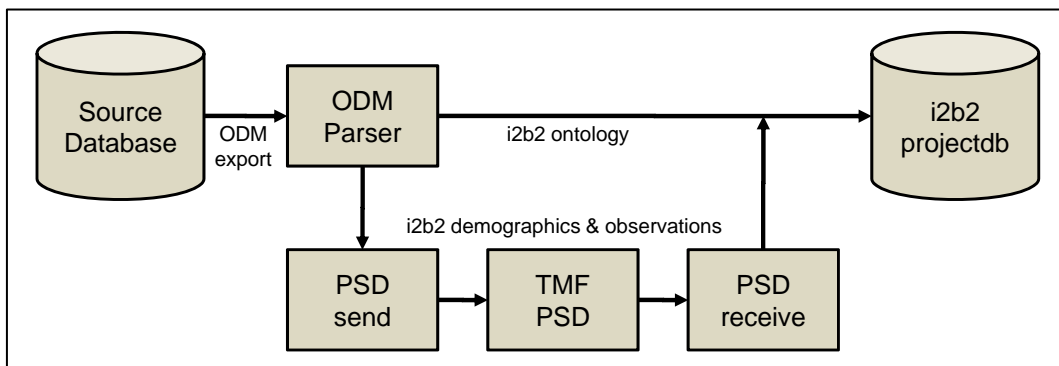 Source
Database
ODM
export
ODM
Parser
i2b2 ontology
i2b2
projectdb
i2b2 demographics & observations
PSD
send
TMF
PSD
PSD
receive